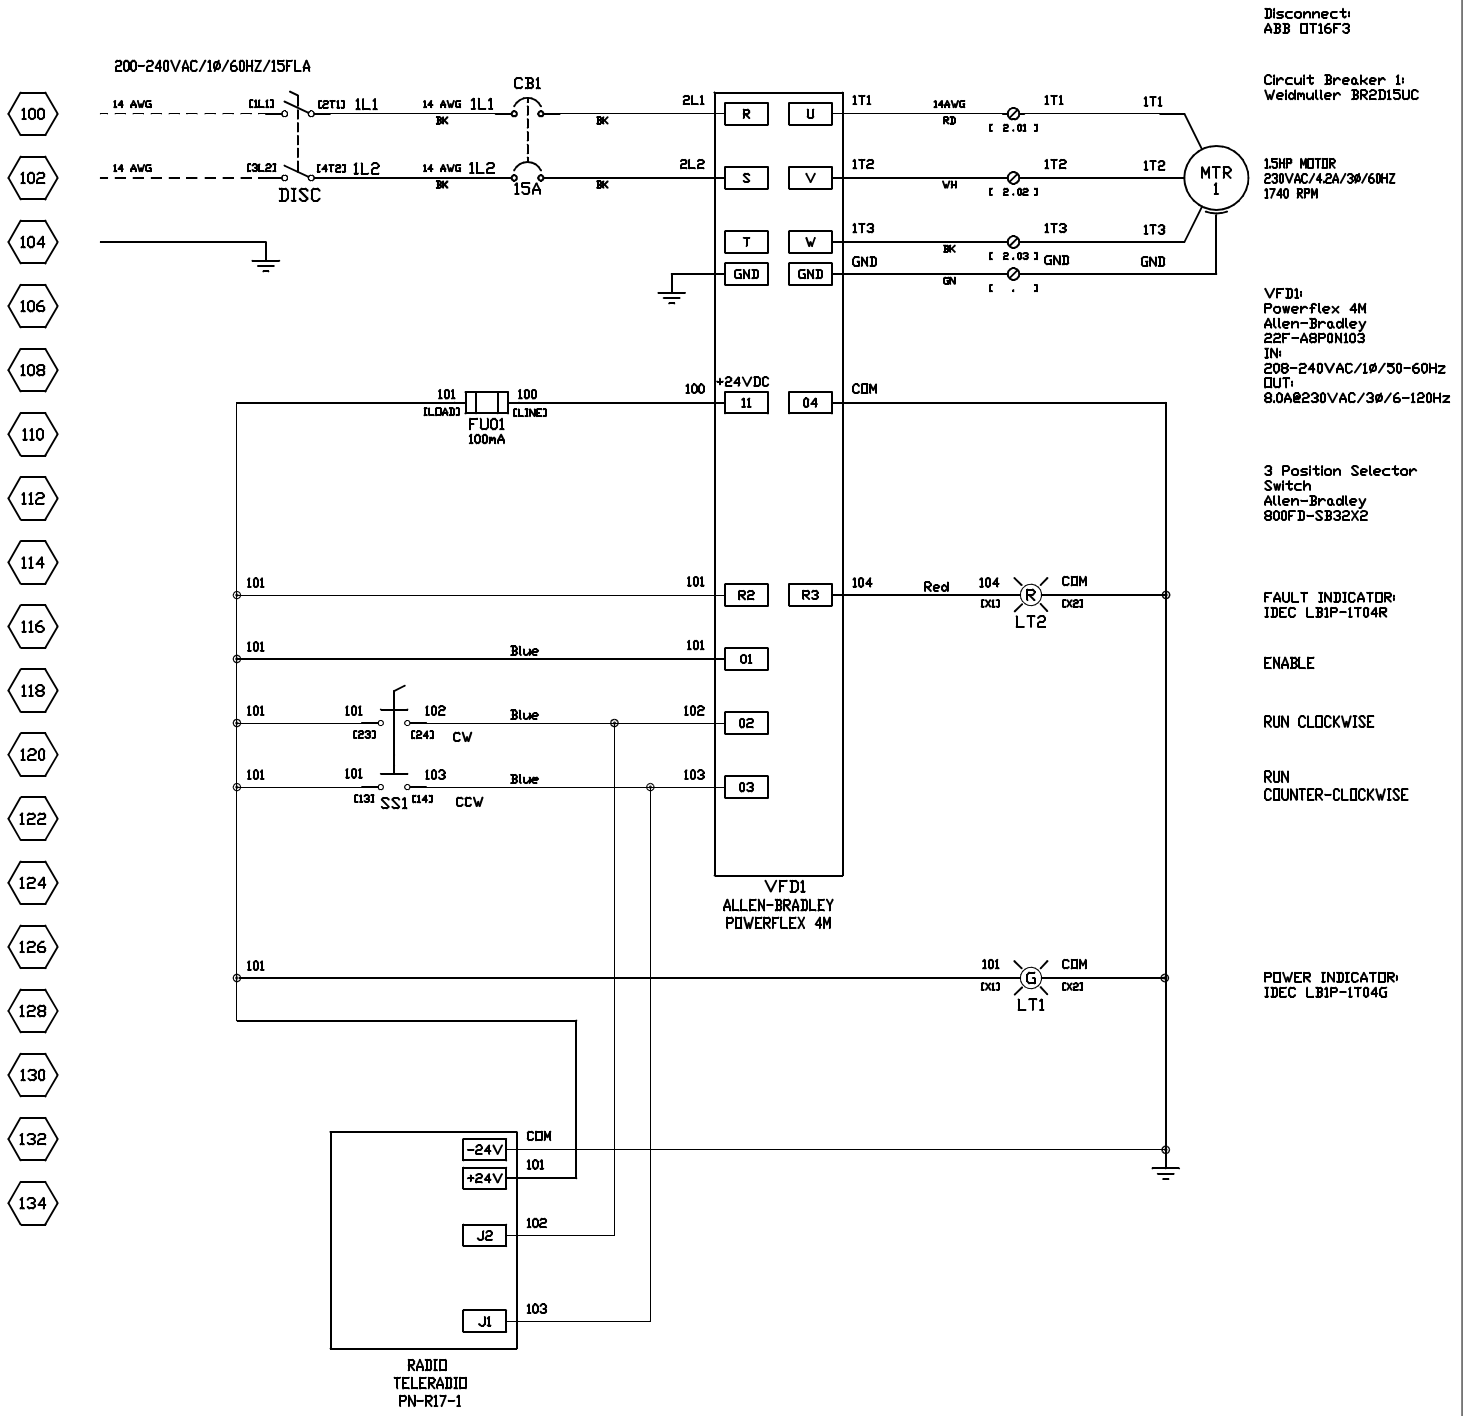 Disconnect:
ABB OT16F3
200-240VAC/1Ø/60HZ/15FLA
Circuit Breaker 1:
Weidmuller BR2D15UC
CB1
100
14 AWG
[1L1]
[2T1] 1L1
14 AWG 1L1
BK
BK
2L1
R
U
1T1
14AWG
RD
1T1
[ 2.01 ]
1T1
102
14 AWG
[3L2]
[4T2] 1L2
14 AWG 1L2
BK
15A
BK
2L2
S
V
1T2
WH
1T2
[ 2.02 ]
1T2
MTR
1
DISC
1.5HP MOTOR
230VAC/4.2A/3Ø/60HZ
1740 RPM
104
T
W
1T3
BK
1T3
[ 2.03 ]
1T3
GND
GND
GND
GN
GND
[ . ]
GND
106
VFD1:
Powerflex 4M
Allen-Bradley
22F-A8P0N103
IN:
208-240VAC/1Ø/50-60Hz
OUT:
8.0A@230VAC/3Ø/6-120Hz
108
101
[LOAD]
100
[LINE]
FU01
100mA
100
+24VDC
11
04
COM
110
3 Position Selector
Switch
Allen-Bradley
800FD-SB32X2
112
114
101
101
R2
R3
104
Red
104
[X1]
R
COM
[X2]
LT2
FAULT INDICATOR:
IDEC LB1P-1T04R
116
101
Blue
101
01
ENABLE
118
101
101
[23]
102
[24]
CW
Blue
102
02
RUN CLOCKWISE
120
101
101
[13]
SS1
103
[14]
CCW
Blue
103
03
RUN
COUNTER-CLOCKWISE
122
124
VFD1
ALLEN-BRADLEY
POWERFLEX 4M
126
101
101
[X1]
G
COM
[X2]
LT1
POWER INDICATOR:
IDEC LB1P-1T04G
128
130
132
-24V
COM
+24V
101
134
J2
102
J1
103
RADIO
TELERADIO
PN-R17-1